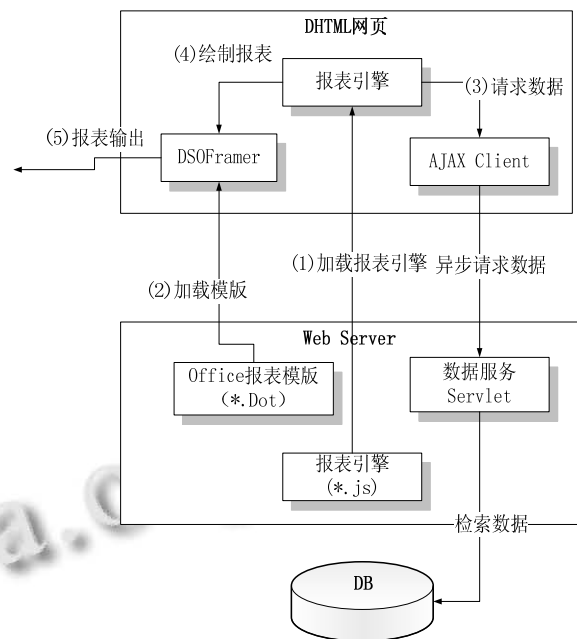 DHTML网页
(4)绘制报表
报表引擎
(3)请求数据
(5)报表输出
DSOFramer
AJAX Client
(1)加载报表引擎
异步请求数据
(2)加载模版
Web Server
Office报表模版
(*.Dot)
数据服务
Servlet
报表引擎
(*.js)
a.c
检索数据
DB